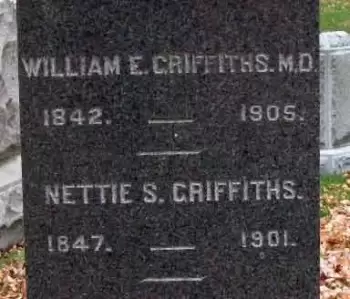 WILLIAM E. GRIFFITHS. M.D.
1842. — 1905.
NETTIE S. GRIFFITHS.
1847. — 1901.